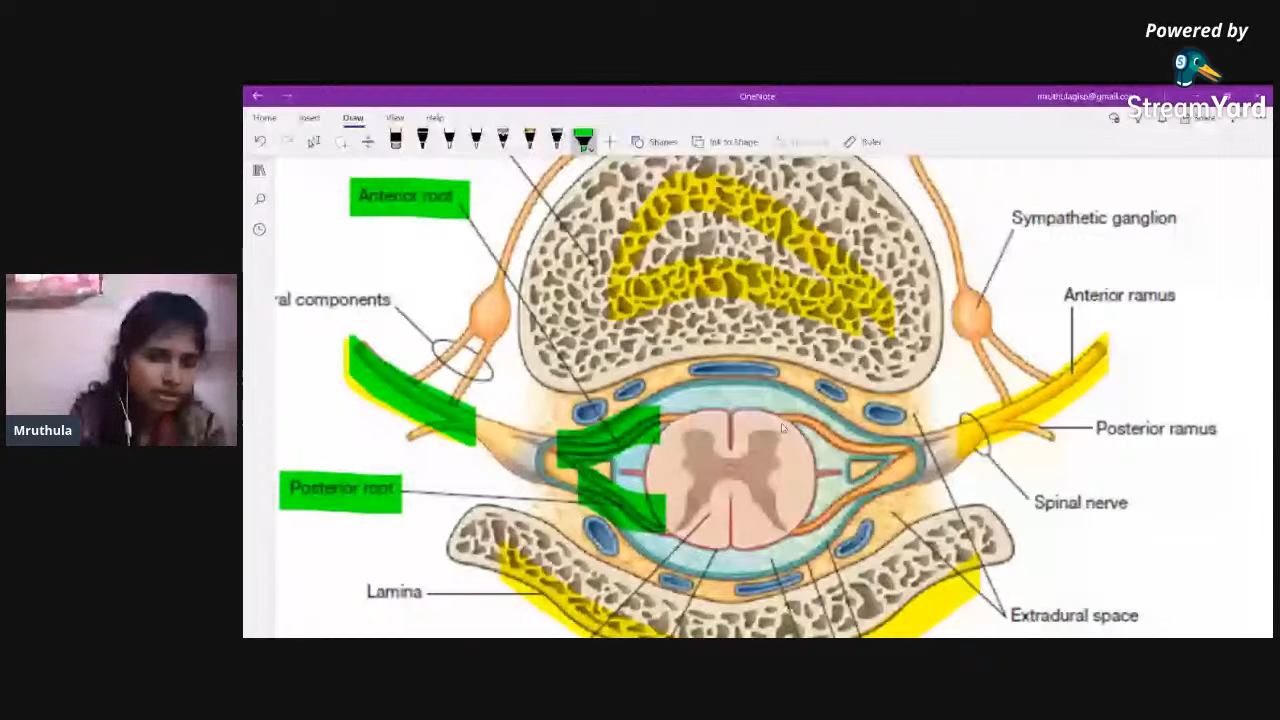 Powered by
StreamYard
OneNote
Home Insert Draw View Help
Shapes Ink to Shape Ruler
Anterior root
Sympathetic ganglion
Anterior ramus
al components
Posterior ramus
Posterior root
Spinal nerve
Lamina
Extradural space
Mruthula